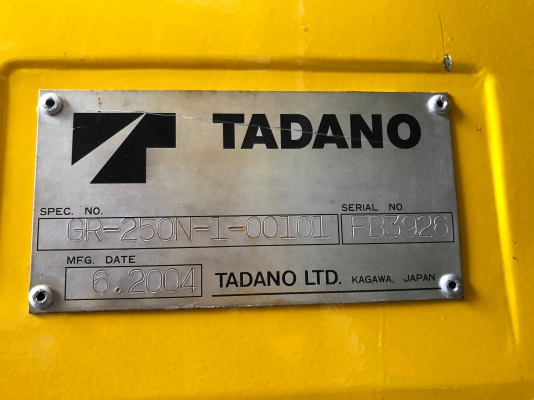 TADANO
SPEC. NO. SERIAL NO.
GR-250N-1-00101 FB3926
MFG. DATE
6.2004 TADANO LTD. KAGAWA, JAPAN